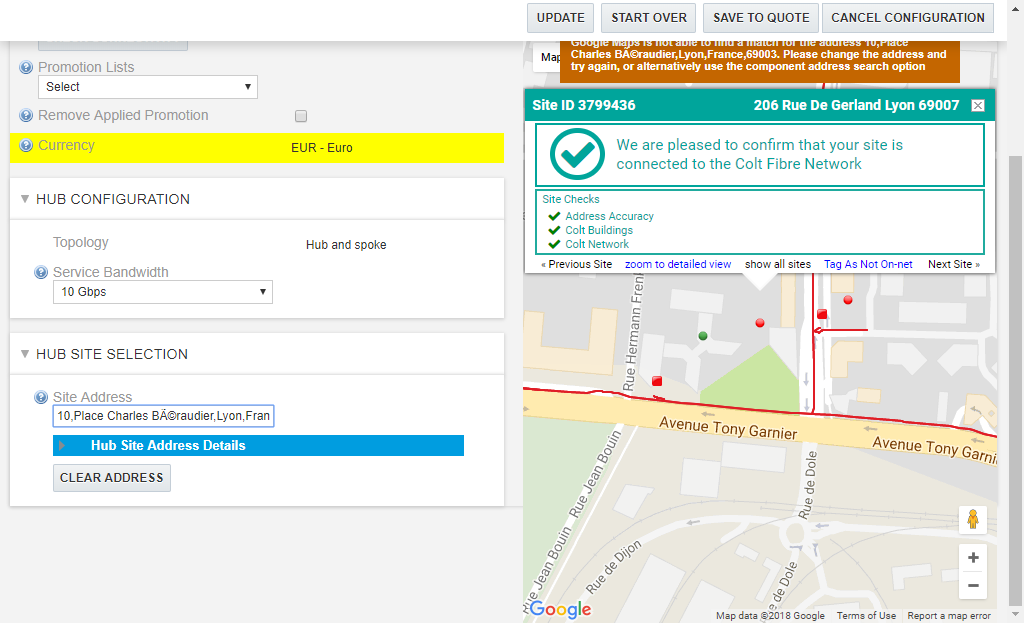 UPDATE
START OVER
SAVE TO QUOTE
CANCEL CONFIGURATION
Promotion Lists
Select
Remove Applied Promotion
Currency
EUR - Euro
HUB CONFIGURATION
Topology
Hub and spoke
Service Bandwidth
10 Gbps
HUB SITE SELECTION
Site Address
10,Place Charles BÃ©raudier,Lyon,Fran
Hub Site Address Details
CLEAR ADDRESS
Map
Google Maps is not able to find a match for the address 10,Place
Charles BÃ©raudier,Lyon,France,69003. Please change the address and
try again, or alternatively use the component address search option
Site ID 3799436
206 Rue De Gerland Lyon 69007
We are pleased to confirm that your site is
connected to the Colt Fibre Network
Site Checks
Address Accuracy
Colt Buildings
Colt Network
« Previous Site
zoom to detailed view
show all sites
Tag As Not On-net
Next Site »
Rue Hermann Frenk
Avenue Tony Garnier
Avenue Tony Garni
Rue Jean Bouin
Rue de Dole
Rue Jean Bouin
Rue de Dijon
e de Dole
Google
Map data ©2018 Google
Terms of Use
Report a map error